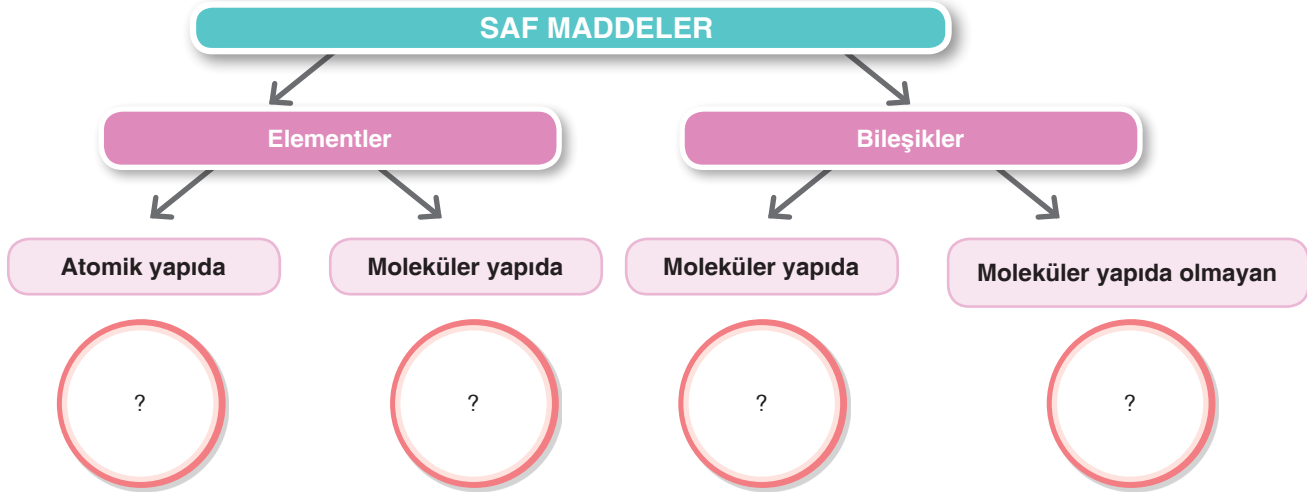 SAF MADDELER
Elementler
Bileşikler
Atomik yapıda
Moleküler yapıda
Moleküler yapıda
Moleküler yapıda olmayan
?
?
?
?